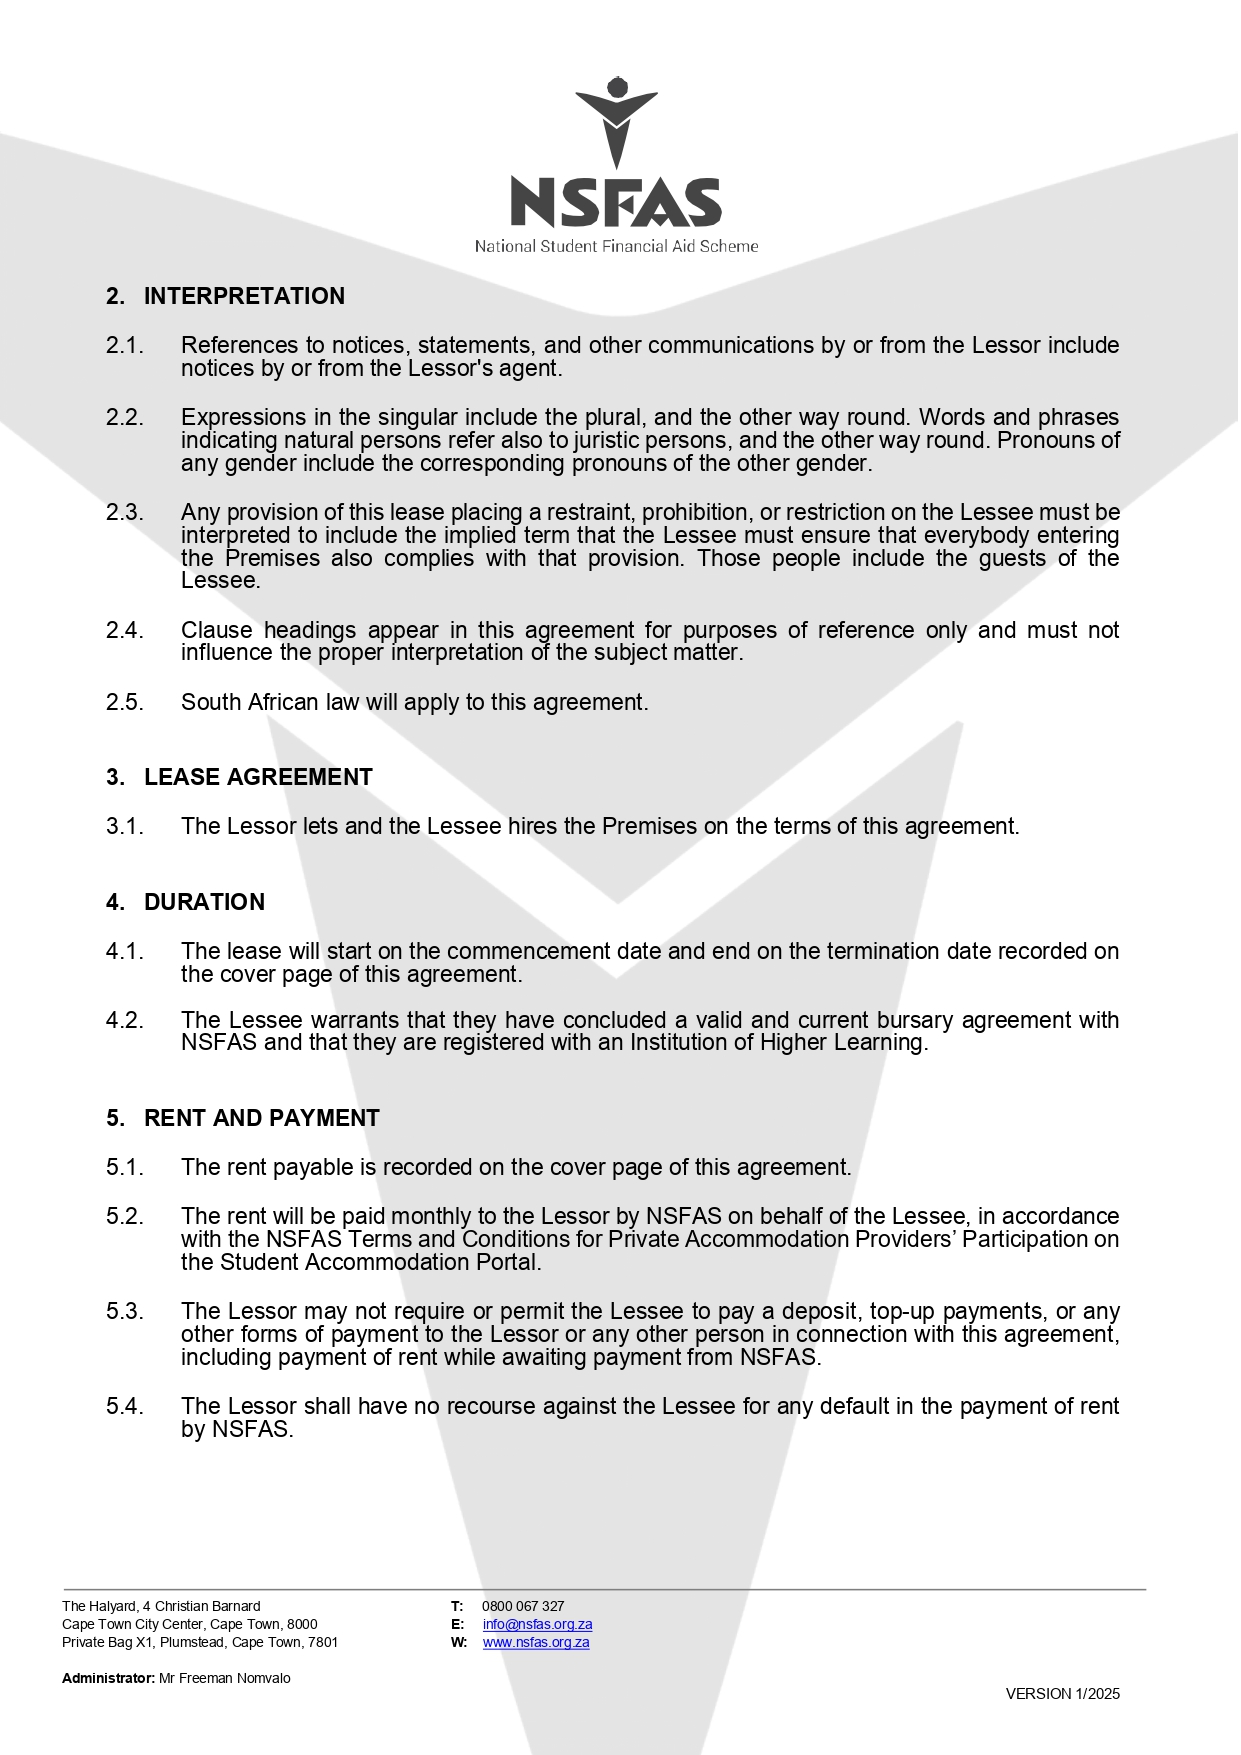 NSFAS
National Student Financial Aid Scheme
2. INTERPRETATION
2.1. References to notices, statements, and other communications by or from the Lessor include
notices by or from the Lessor's agent.
2.2. Expressions in the singular include the plural, and the other way round. Words and phrases
indicating natural persons refer also to juristic persons, and the other way round. Pronouns of
any gender include the corresponding pronouns of the other gender.
2.3. Any provision of this lease placing a restraint, prohibition, or restriction on the Lessee must be
interpreted to include the implied term that the Lessee must ensure that everybody entering
the Premises also complies with that provision. Those people include the guests of the
Lessee.
2.4. Clause headings appear in this agreement for purposes of reference only and must not
influence the proper interpretation of the subject matter.
2.5. South African law will apply to this agreement.
3. LEASE AGREEMENT
3.1. The Lessor lets and the Lessee hires the Premises on the terms of this agreement.
4. DURATION
4.1. The lease will start on the commencement date and end on the termination date recorded on
the cover page of this agreement.
4.2. The Lessee warrants that they have concluded a valid and current bursary agreement with
NSFAS and that they are registered with an Institution of Higher Learning.
5. RENT AND PAYMENT
5.1. The rent payable is recorded on the cover page of this agreement.
5.2. The rent will be paid monthly to the Lessor by NSFAS on behalf of the Lessee, in accordance
with the NSFAS Terms and Conditions for Private Accommodation Providers’ Participation on
the Student Accommodation Portal.
5.3. The Lessor may not require or permit the Lessee to pay a deposit, top-up payments, or any
other forms of payment to the Lessor or any other person in connection with this agreement,
including payment of rent while awaiting payment from NSFAS.
5.4. The Lessor shall have no recourse against the Lessee for any default in the payment of rent
by NSFAS.
The Halyard, 4 Christian Barnard
Cape Town City Center, Cape Town, 8000
Private Bag X1, Plumstead, Cape Town, 7801
T: 0800 067 327
E: info@nsfas.org.za
W: www.nsfas.org.za
Administrator: Mr Freeman Nomvalo
VERSION 1/2025